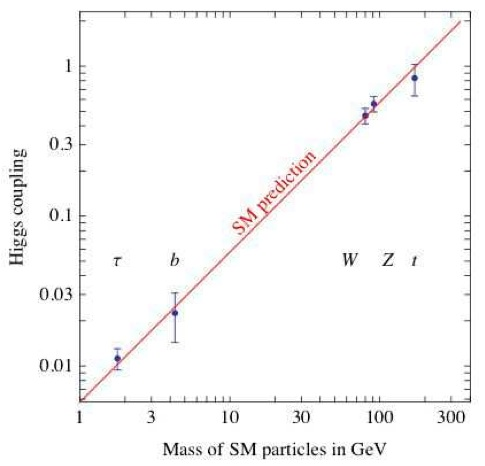 1
0.3
Higgs coupling
SM prediction
0.1
τ b W Z t
0.03
0.01
1 3 10 30 100 300
Mass of SM particles in GeV